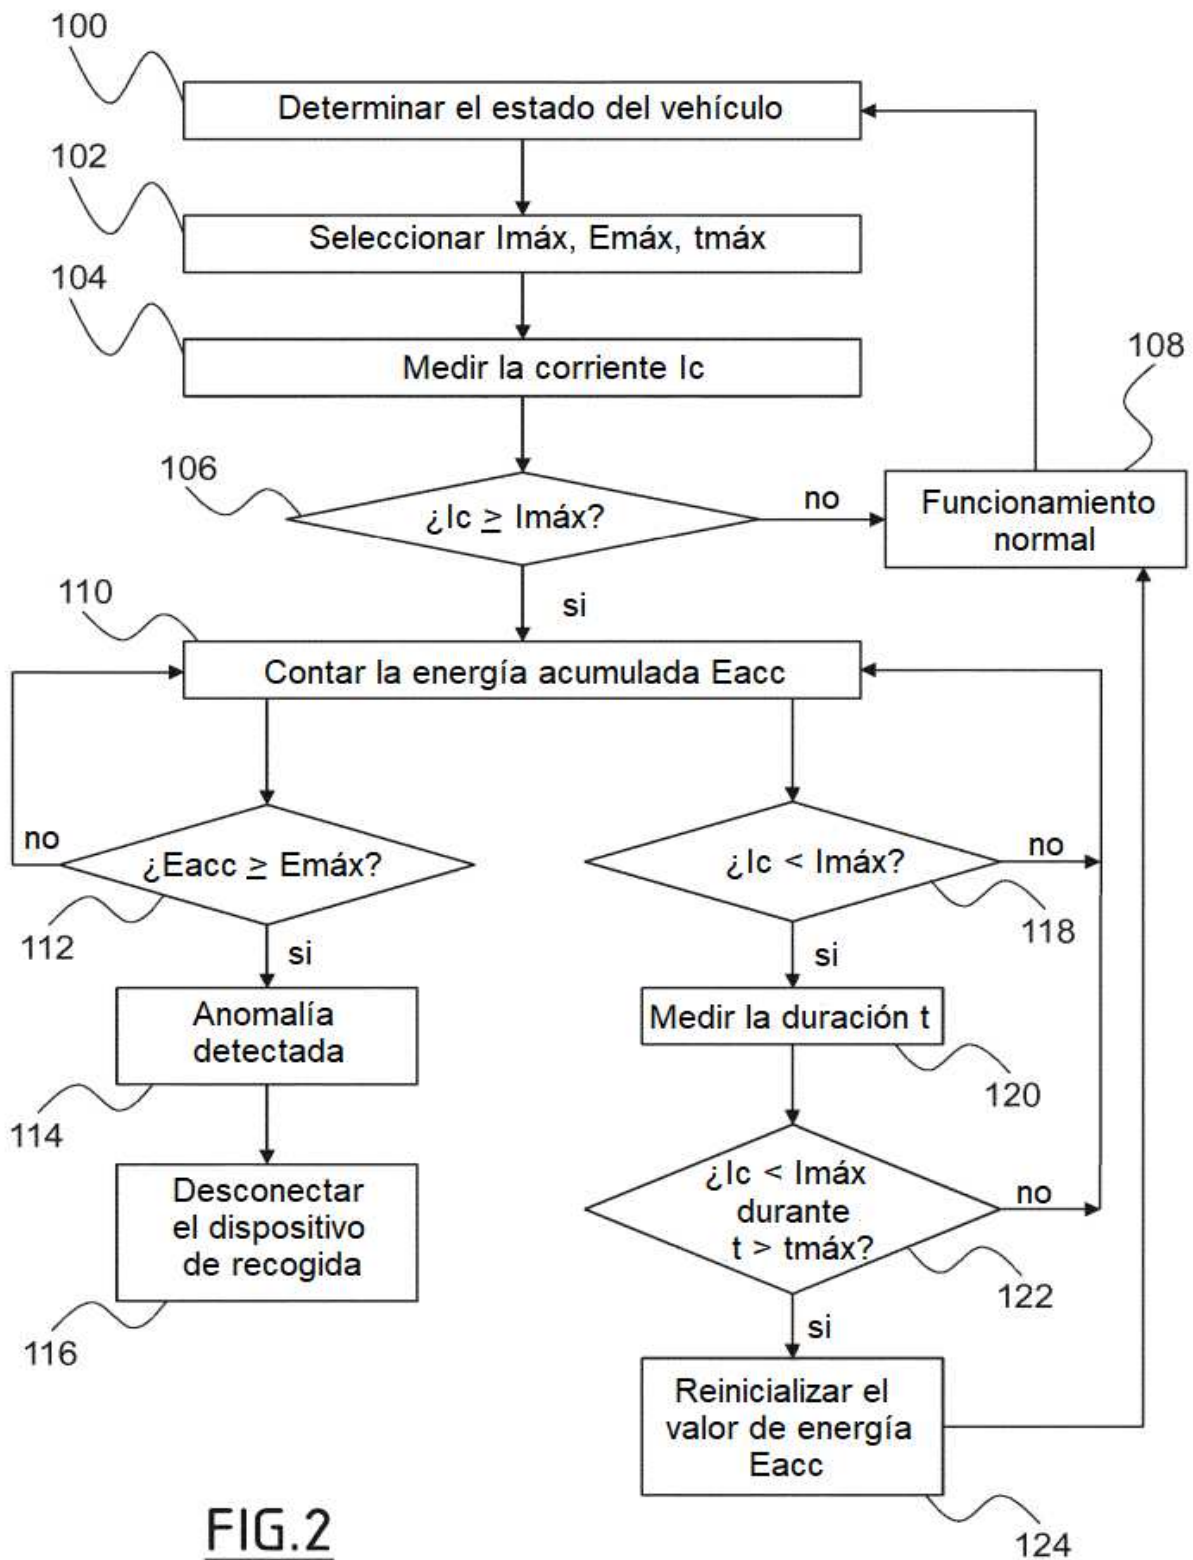 100
Determinar el estado del vehículo
102
Seleccionar Imáx, Emáx, tmáx
104
Medir la corriente Ic
108
106
¿Ic ≥ Imáx?
no
Funcionamiento
normal
si
110
Contar la energía acumulada Eacc
no
¿Eacc ≥ Emáx?
112
si
¿Ic < Imáx?
no
118
si
Anomalía
detectada
114
Medir la duración t
120
Desconectar
el dispositivo
de recogida
116
¿Ic < Imáx
durante
t > tmáx?
no
122
si
Reinicializar el
valor de energía
Eacc
124
FIG.2